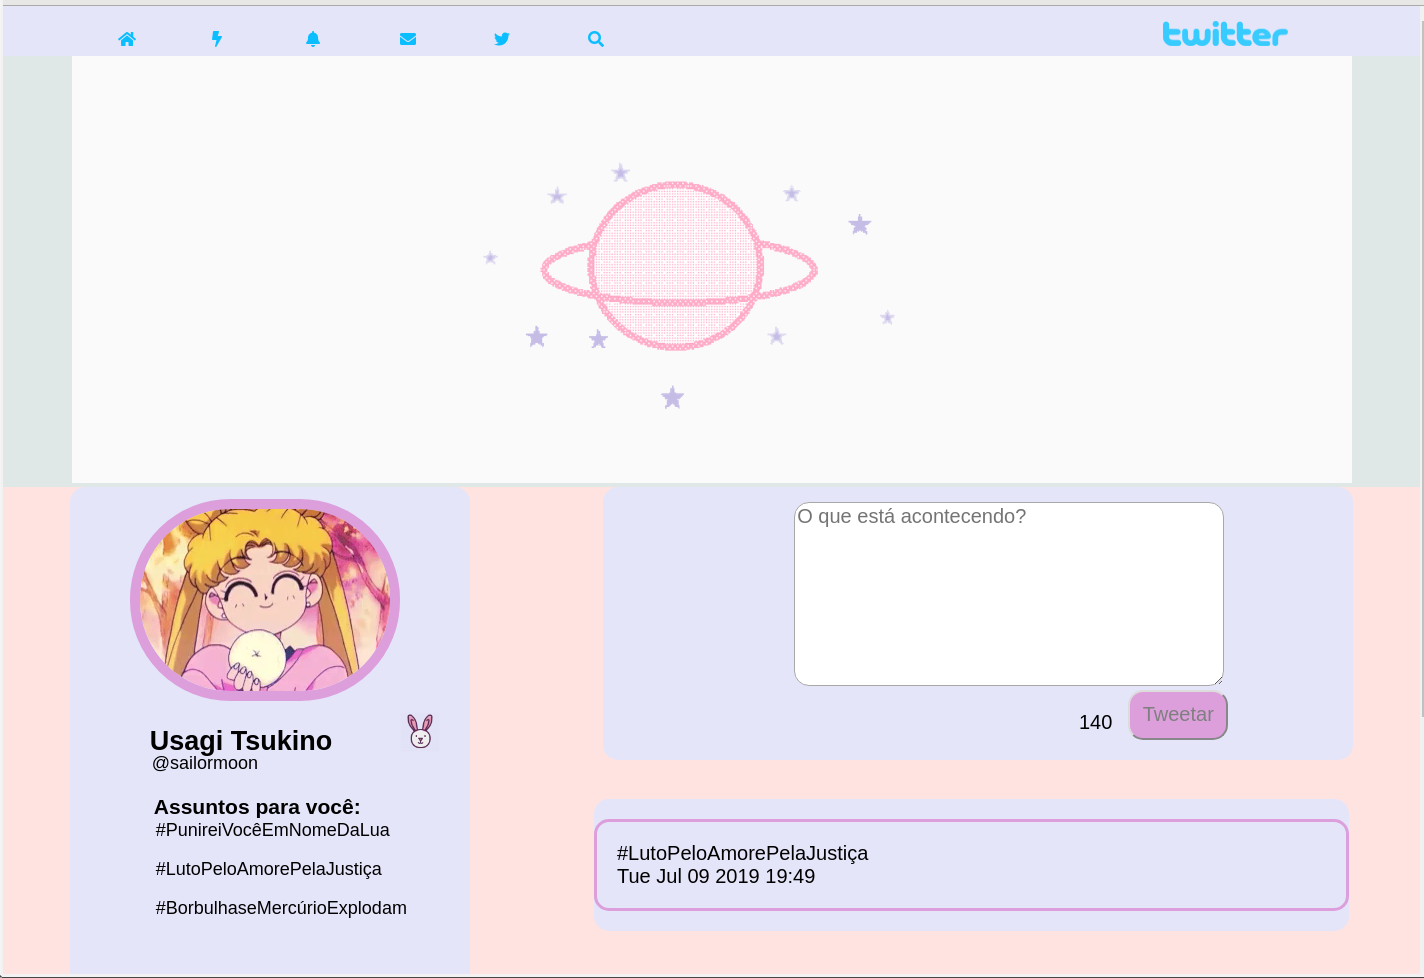 twitter
O que está acontecendo?
140
Tweetar
Usagi Tsukino
@sailormoon
Assuntos para você:
#PunireiVocêEmNomeDaLua
#LutoPeloAmorePelaJustiça
#BorbulhaseMercúrioExplodam
#LutoPeloAmorePelaJustiça
Tue Jul 09 2019 19:49